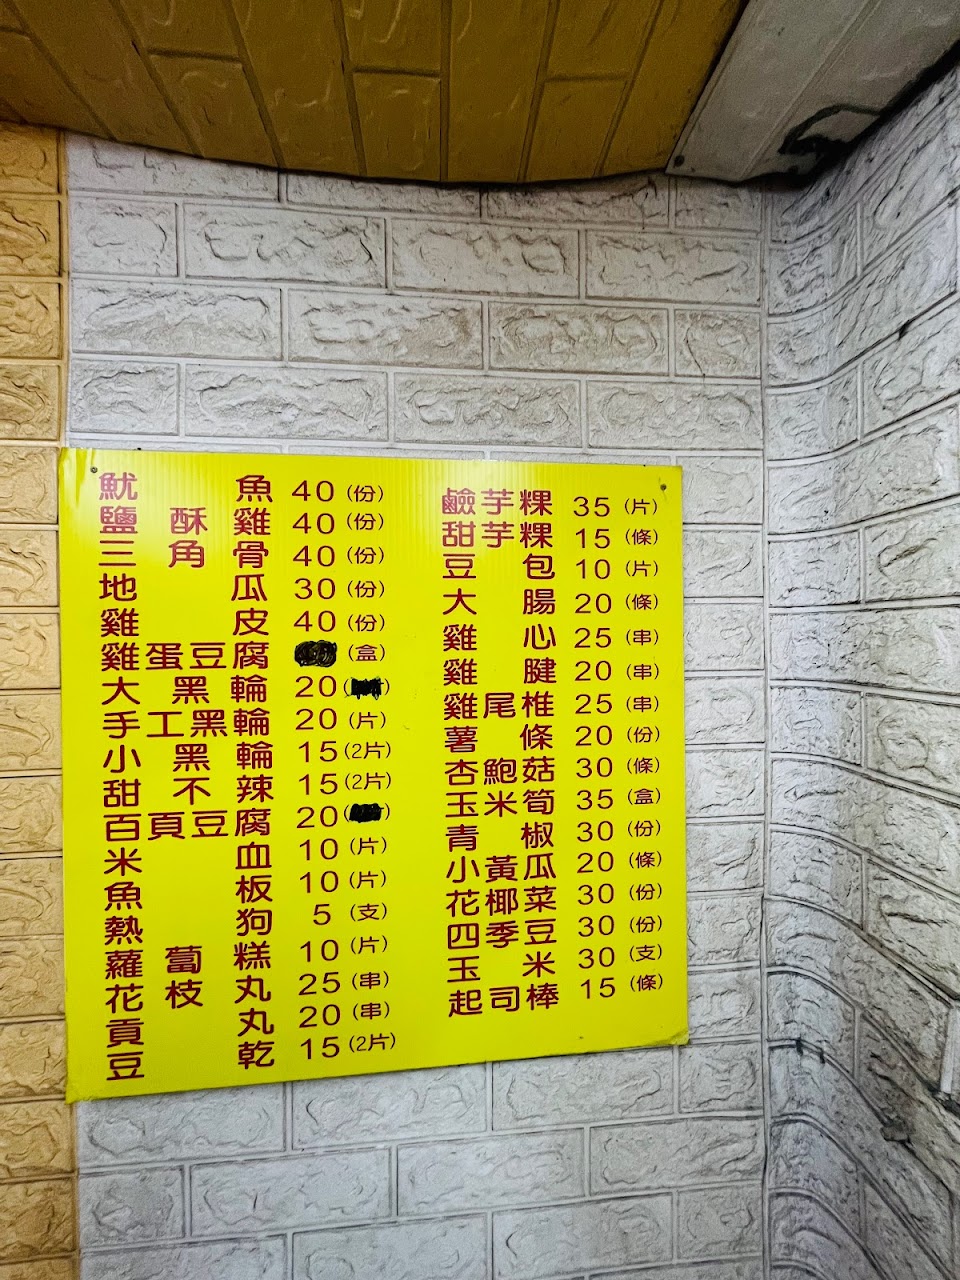 魷魚 40 (份)
鹽酥雞 40 (份)
三角骨 40 (份)
地瓜 30 (份)
雞皮 40 (份)
雞蛋豆腐 (盒)
大黑輪 20
手工黑輪 20 (片)
小黑輪 15 (2片)
甜不辣 15 (2片)
百頁豆腐 20
米血 10 (片)
魚板 10 (片)
熱狗 5 (支)
蘿蔔糕 10 (片)
花枝丸 25 (串)
貢丸 20 (串)
豆乾 15 (2片)
鹼芋粿 35 (片)
甜芋粿 15 (條)
豆包 10 (片)
大腸 20 (條)
雞心 25 (串)
雞腱 20 (串)
雞尾椎 25 (串)
薯條 20 (份)
杏鮑菇 30 (條)
玉米筍 35 (盒)
青椒 30 (份)
小黃瓜 20 (條)
花椰菜 30 (份)
四季豆 30 (份)
玉米 30 (支)
起司棒 15 (條)